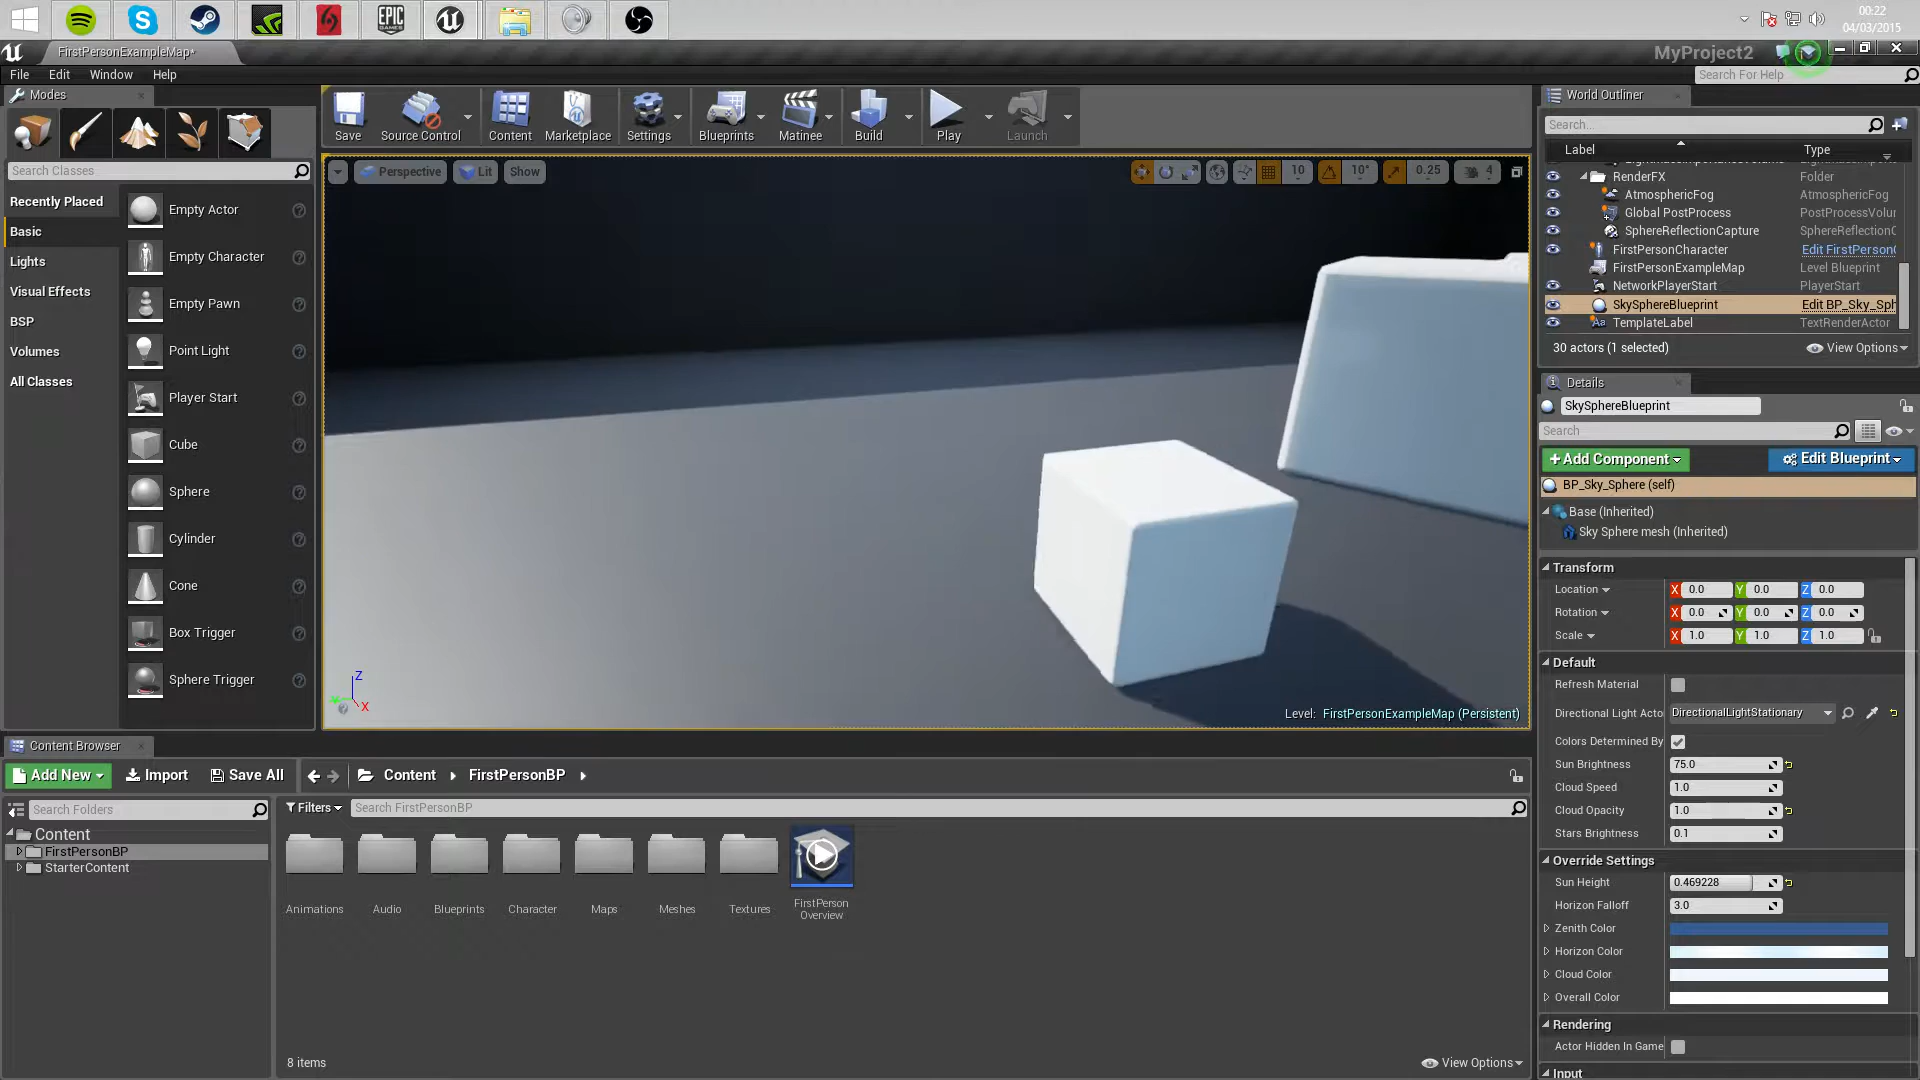 00:22
04/03/2015
EPIC
GAMES
FirstPersonExampleMap*
MyProject2
File Edit Window Help
Search For Help
Modes
Search Classes
Recently Placed
Basic
Lights
Visual Effects
BSP
Volumes
All Classes
Empty Actor
Empty Character
Empty Pawn
Point Light
Player Start
Cube
Sphere
Cylinder
Cone
Box Trigger
Sphere Trigger
Save Source Control Content Marketplace Settings Blueprints Matinee Build Play Launch
Perspective Lit Show
10 10° 0.25 4
Z
X
Level: FirstPersonExampleMap (Persistent)
World Outliner
Search...
Label Type
RenderFX Folder
AtmosphericFog AtmosphericFog
Global PostProcess PostProcessVolur
SphereReflectionCapture SphereReflectionC
FirstPersonCharacter Edit FirstPerson(
FirstPersonExampleMap Level Blueprint
NetworkPlayerStart PlayerStart
SkySphereBlueprint Edit BP_Sky_Sph
TemplateLabel TextRenderActor
30 actors (1 selected) View Options
Details
SkySphereBlueprint
Search
+Add Component Edit Blueprint
BP_Sky_Sphere (self)
Base (Inherited)
Sky Sphere mesh (Inherited)
Transform
Location X 0.0 Y 0.0 Z 0.0
Rotation X 0.0 Y 0.0 Z 0.0
Scale X 1.0 Y 1.0 Z 1.0
Default
Refresh Material
Directional Light Acto DirectionalLightStationary
Colors Determined By
Sun Brightness 75.0
Cloud Speed 1.0
Cloud Opacity 1.0
Stars Brightness 0.1
Override Settings
Sun Height 0.469228
Horizon Falloff 3.0
Zenith Color
Horizon Color
Cloud Color
Overall Color
Rendering
Actor Hidden In Game
Input
Content Browser
Add New Import Save All Content FirstPersonBP
Search Folders
Content
FirstPersonBP
StarterContent
Filters Search FirstPersonBP
Animations Audio Blueprints Character Maps Meshes Textures FirstPerson
Overview
8 items View Options